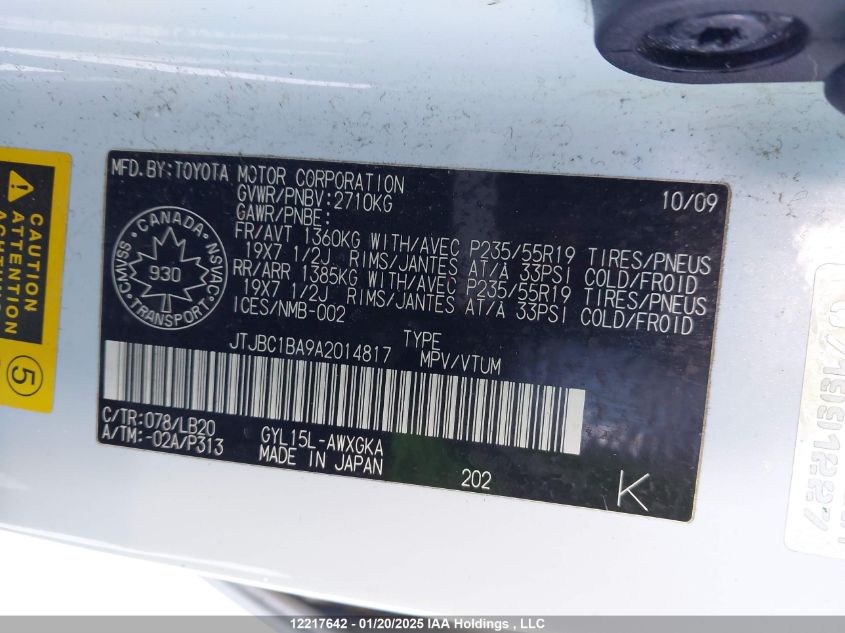 MFD.BY:TOYOTA MOTOR CORPORATION 10/09
GVWR/PNBV:2710KG
GAWR/PNBE:
FR/AVT 1360KG WITH/AVEC P235/55R19 TIRES/PNEUS
19X7 1/2J RIMS/JANTES AT/À 33PSI COLD/FROID
RR/ARR 1385KG WITH/AVEC P235/55R19 TIRES/PNEUS
19X7 1/2J RIMS/JANTES AT/À 33PSI COLD/FROID
ICES/NMB-002
CANADA
CMVSS NSVAC
930
TRANSPORT
TYPE
JTJBC1BA9A2014817 MPV/VTUM
C/TR:078/LB20 GYL15L-AWXGKA
A/TM:-02A/P313 MADE IN JAPAN
202
K
CAUTION
ATTENTION
5
12217642 - 01/20/2025 IAA Holdings , LLC